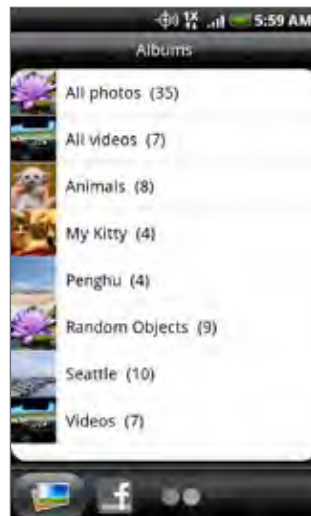 1X 5:59 AM
Albums
All photos (35)
All videos (7)
Animals (8)
My Kitty (4)
Penghu (4)
Random Objects (9)
Seattle (10)
Videos (7)
f